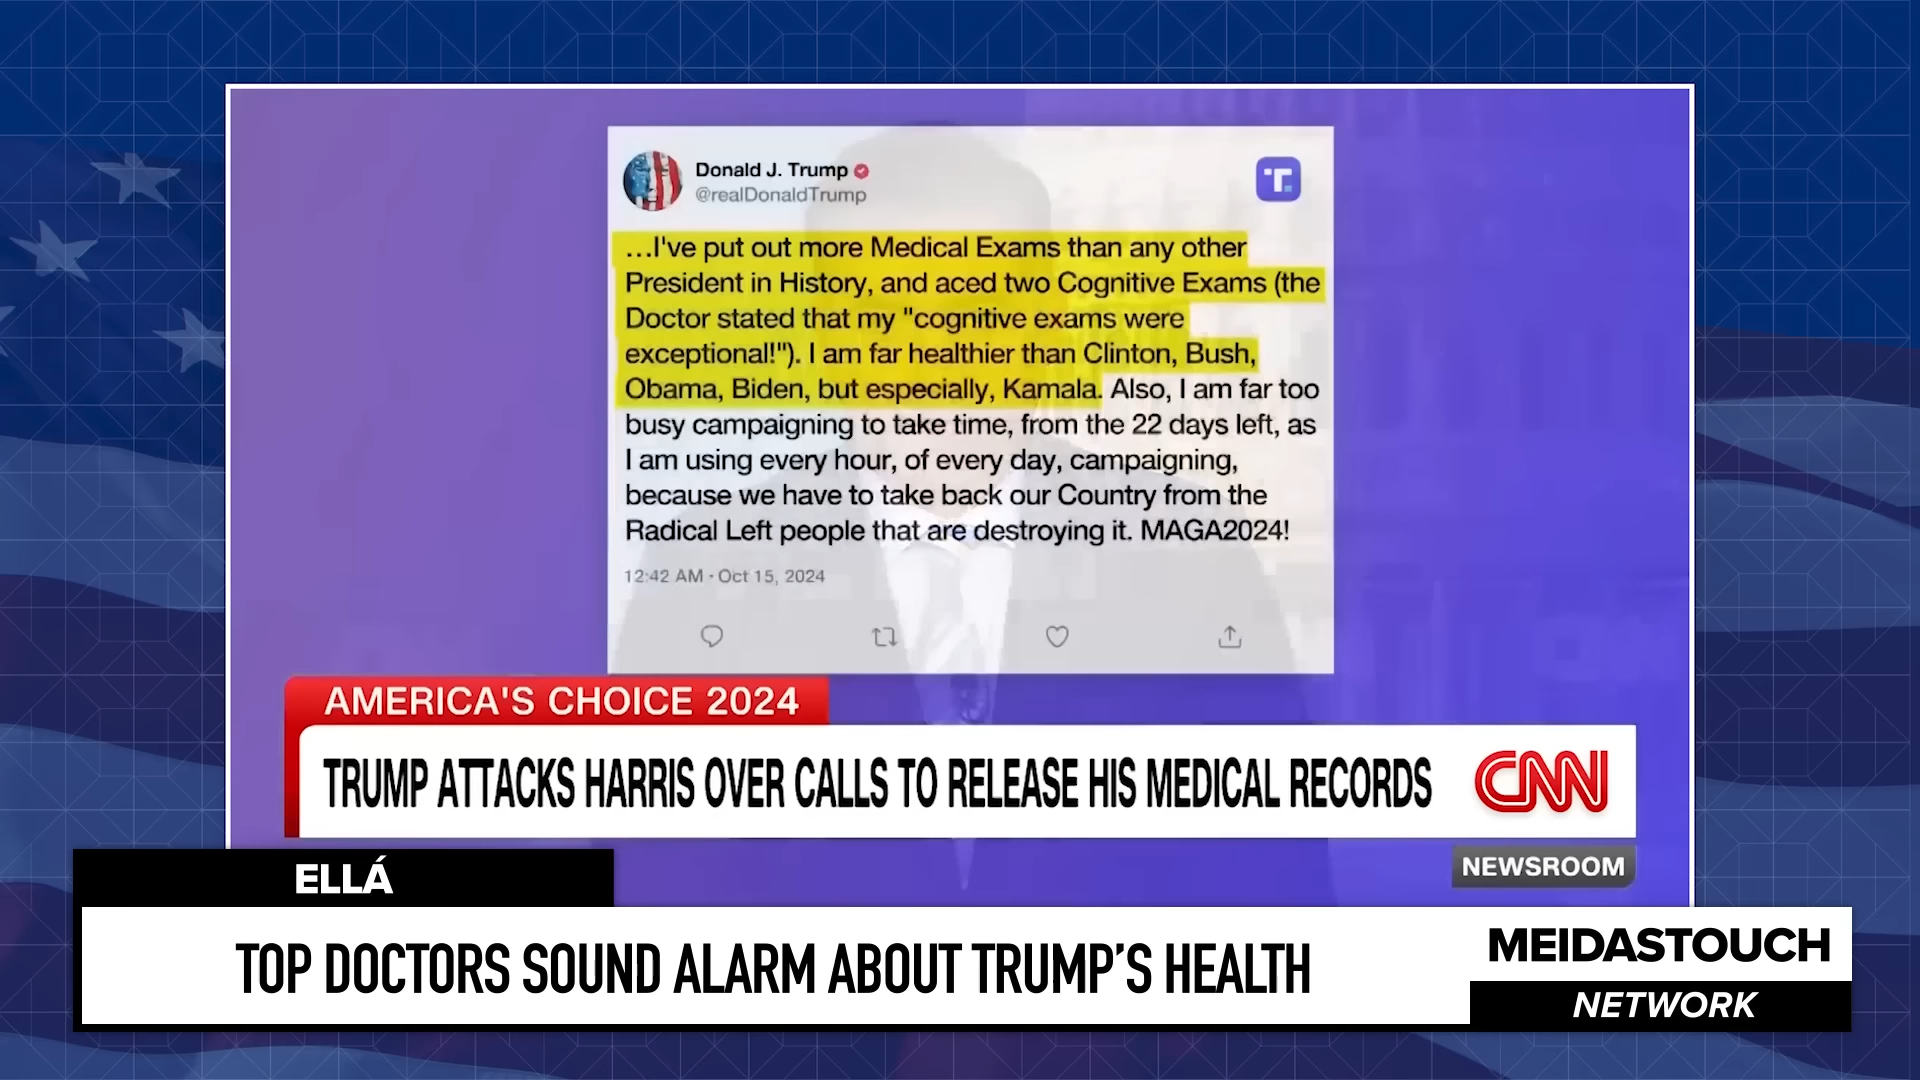 Donald J. Trump
@realDonaldTrump
...I've put out more Medical Exams than any other
President in History, and aced two Cognitive Exams (the
Doctor stated that my "cognitive exams were
exceptional!"). I am far healthier than Clinton, Bush,
Obama, Biden, but especially, Kamala. Also, I am far too
busy campaigning to take time, from the 22 days left, as
I am using every hour, of every day, campaigning,
because we have to take back our Country from the
Radical Left people that are destroying it. MAGA2024!
12:42 AM · Oct 15, 2024
AMERICA'S CHOICE 2024
TRUMP ATTACKS HARRIS OVER CALLS TO RELEASE HIS MEDICAL RECORDS
CNN
NEWSROOM
ELLÁ
TOP DOCTORS SOUND ALARM ABOUT TRUMP’S HEALTH
MEIDASTOUCH
NETWORK